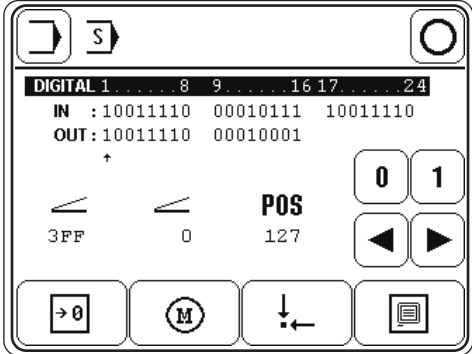 S
DIGITAL 1......8 9......16 17......24
IN :10011110 00010111 10011110
OUT:10011110 00010001
0 1
POS
3FF 0 127
→0 M